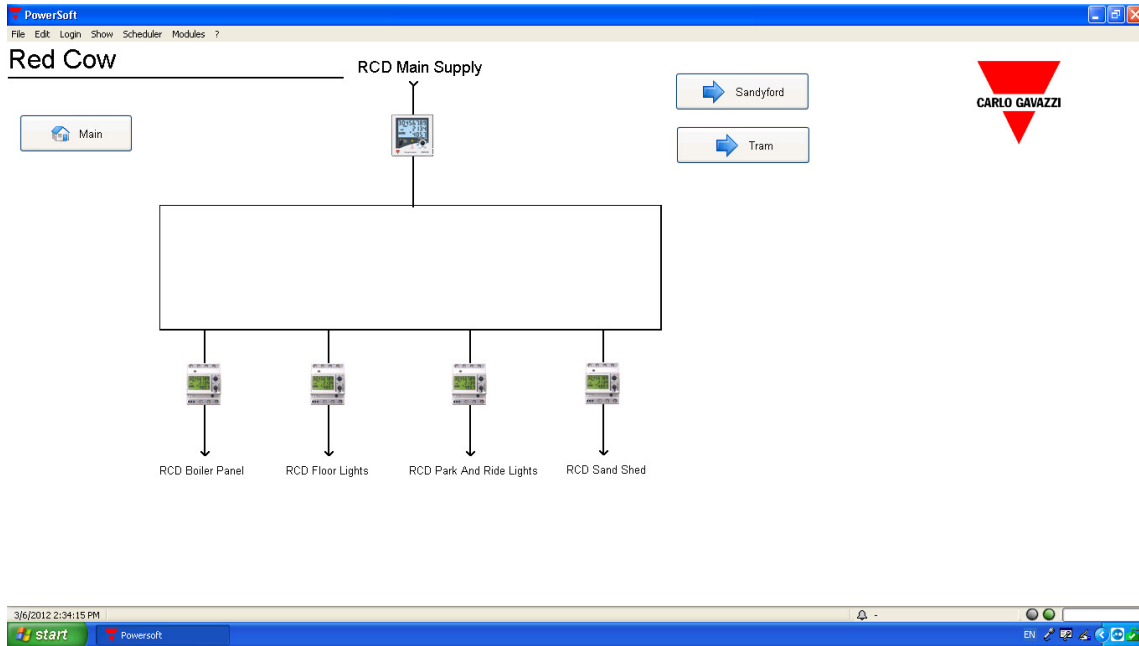 PowerSoft
File Edit Login Show Scheduler Modules ?
Red Cow
RCD Main Supply
Sandyford
CARLO GAVAZZI
Main
Tram
RCD Boiler Panel
RCD Floor Lights
RCD Park And Ride Lights
RCD Sand Shed
3/6/2012 2:34:15 PM
-
start
Powersoft
EN